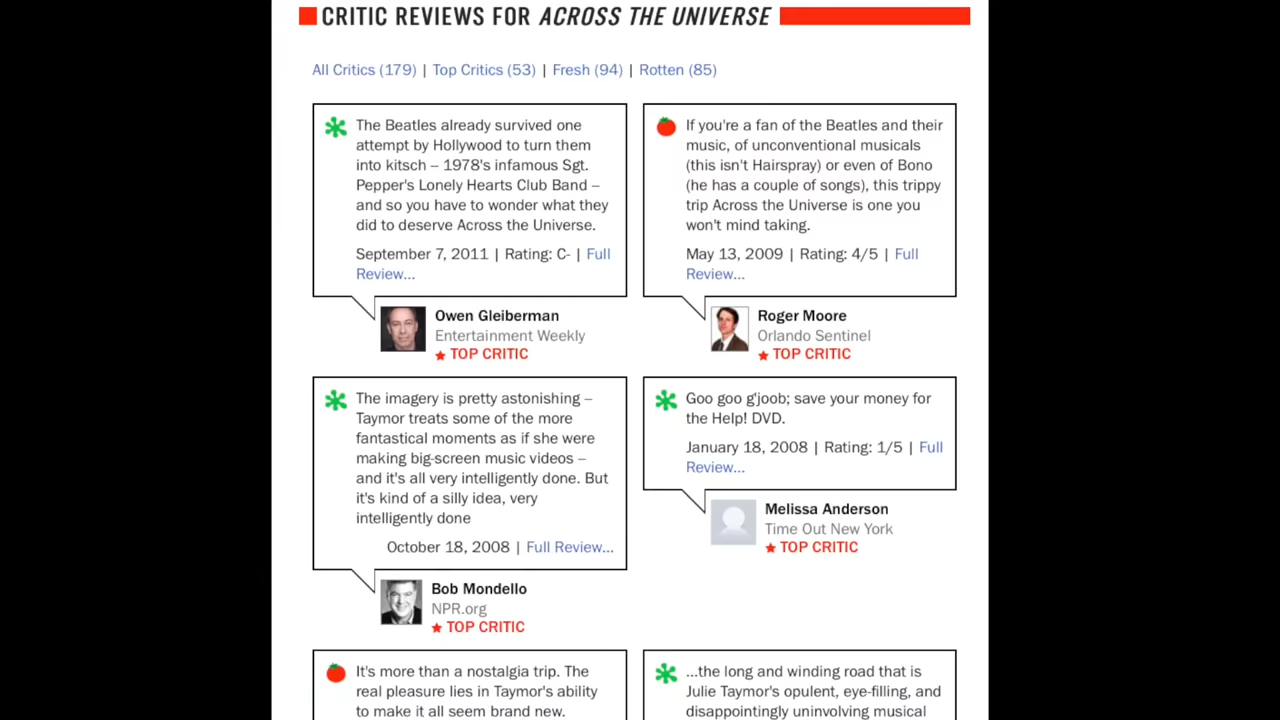 CRITIC REVIEWS FOR ACROSS THE UNIVERSE
All Critics (179) | Top Critics (53) | Fresh (94) | Rotten (85)
The Beatles already survived one
attempt by Hollywood to turn them
into kitsch – 1978's infamous Sgt.
Pepper's Lonely Hearts Club Band –
and so you have to wonder what they
did to deserve Across the Universe.
September 7, 2011 | Rating: C- | Full
Review...
Owen Gleiberman
Entertainment Weekly
TOP CRITIC
If you're a fan of the Beatles and their
music, of unconventional musicals
(this isn't Hairspray) or even of Bono
(he has a couple of songs), this trippy
trip Across the Universe is one you
won't mind taking.
May 13, 2009 | Rating: 4/5 | Full
Review...
Roger Moore
Orlando Sentinel
TOP CRITIC
The imagery is pretty astonishing –
Taymor treats some of the more
fantastical moments as if she were
making big-screen music videos –
and it's all very intelligently done. But
it's kind of a silly idea, very
intelligently done
October 18, 2008 | Full Review...
Bob Mondello
NPR.org
TOP CRITIC
Goo goo g'joob; save your money for
the Help! DVD.
January 18, 2008 | Rating: 1/5 | Full
Review...
Melissa Anderson
Time Out New York
TOP CRITIC
It's more than a nostalgia trip. The
real pleasure lies in Taymor's ability
to make it all seem brand new.
...the long and winding road that is
Julie Taymor's opulent, eye-filling, and
disappointingly uninvolving musical